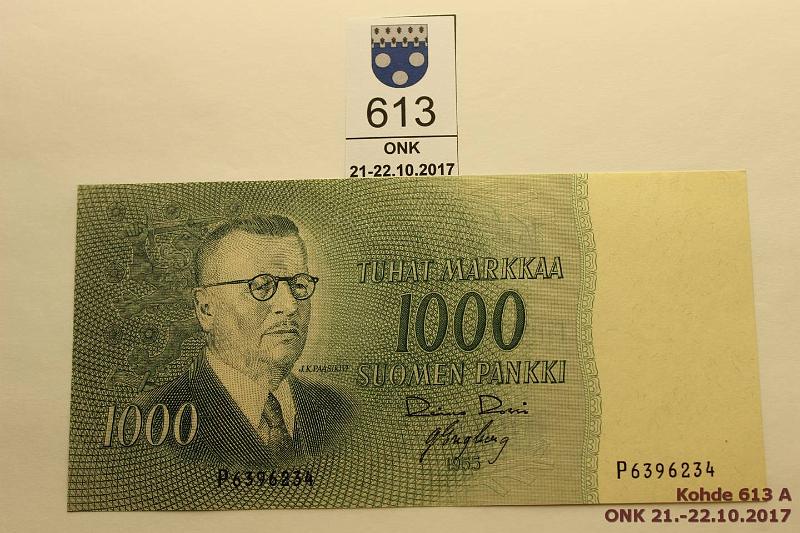 613
ONK
21-22.10.2017
TUHAT MARKKAA
1000
SUOMEN PANKKI
J.K.PAASIKIVI
1000
1955
P6396234
P6396234
Kohde 613 A
ONK 21.-22.10.2017